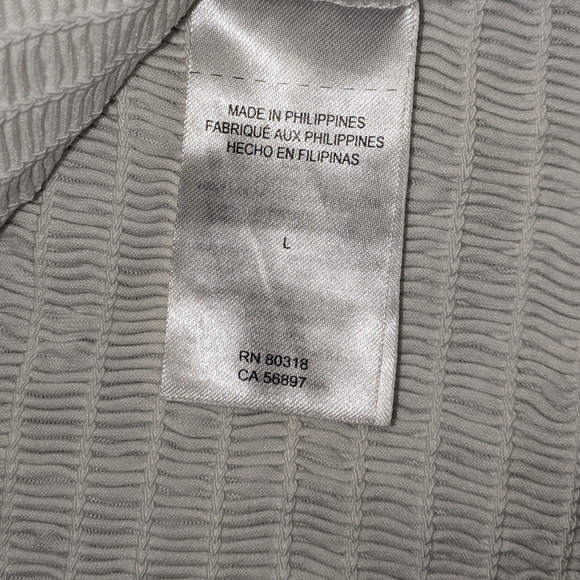 MADE IN PHILIPPINES
FABRIQUÉ AUX PHILIPPINES
HECHO EN FILIPINAS
L
RN 80318
CA 56897